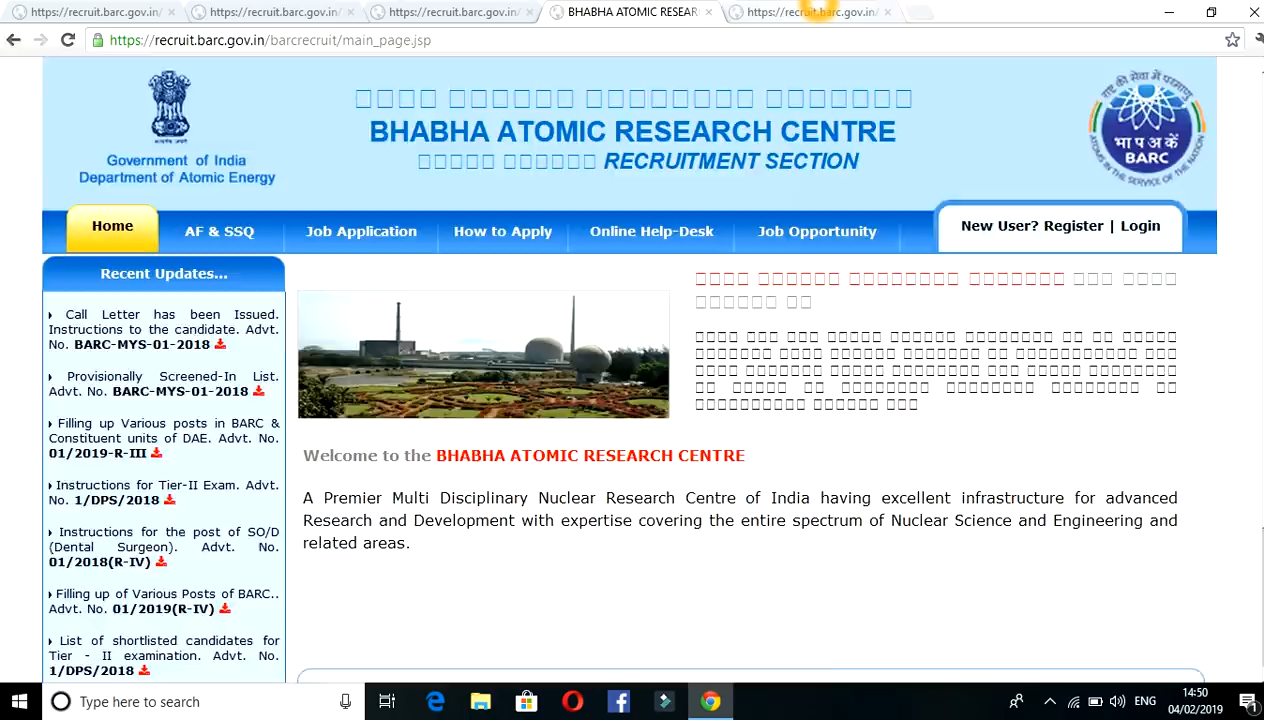 https://recruit.barc.gov.in/
https://recruit.barc.gov.in/
https://recruit.barc.gov.in/
BHABHA ATOMIC RESEAR
https://recruit.barc.gov.in/
https://recruit.barc.gov.in/barcrecruit/main_page.jsp
Government of India
Department of Atomic Energy
BHABHA ATOMIC RESEARCH CENTRE
RECRUITMENT SECTION
राष्ट्र की सेवा में परमाणु
भा प अ कें
BARC
ATOMS IN THE SERVICE OF THE NATION
Home
AF & SSQ
Job Application
How to Apply
Online Help-Desk
Job Opportunity
New User? Register | Login
Recent Updates...
Call Letter has been Issued.
Instructions to the candidate. Advt.
No. BARC-MYS-01-2018
Provisionally Screened-In List.
Advt. No. BARC-MYS-01-2018
Filling up Various posts in BARC &
Constituent units of DAE. Advt. No.
01/2019-R-III
Instructions for Tier-II Exam. Advt.
No. 1/DPS/2018
Instructions for the post of SO/D
(Dental Surgeon). Advt. No.
01/2018(R-IV)
Filling up of Various Posts of BARC..
Advt. No. 01/2019(R-IV)
List of shortlisted candidates for
Tier - II examination. Advt. No.
1/DPS/2018
Welcome to the BHABHA ATOMIC RESEARCH CENTRE
A Premier Multi Disciplinary Nuclear Research Centre of India having excellent infrastructure for advanced
Research and Development with expertise covering the entire spectrum of Nuclear Science and Engineering and
related areas.
Type here to search
ENG
14:50
04/02/2019
1